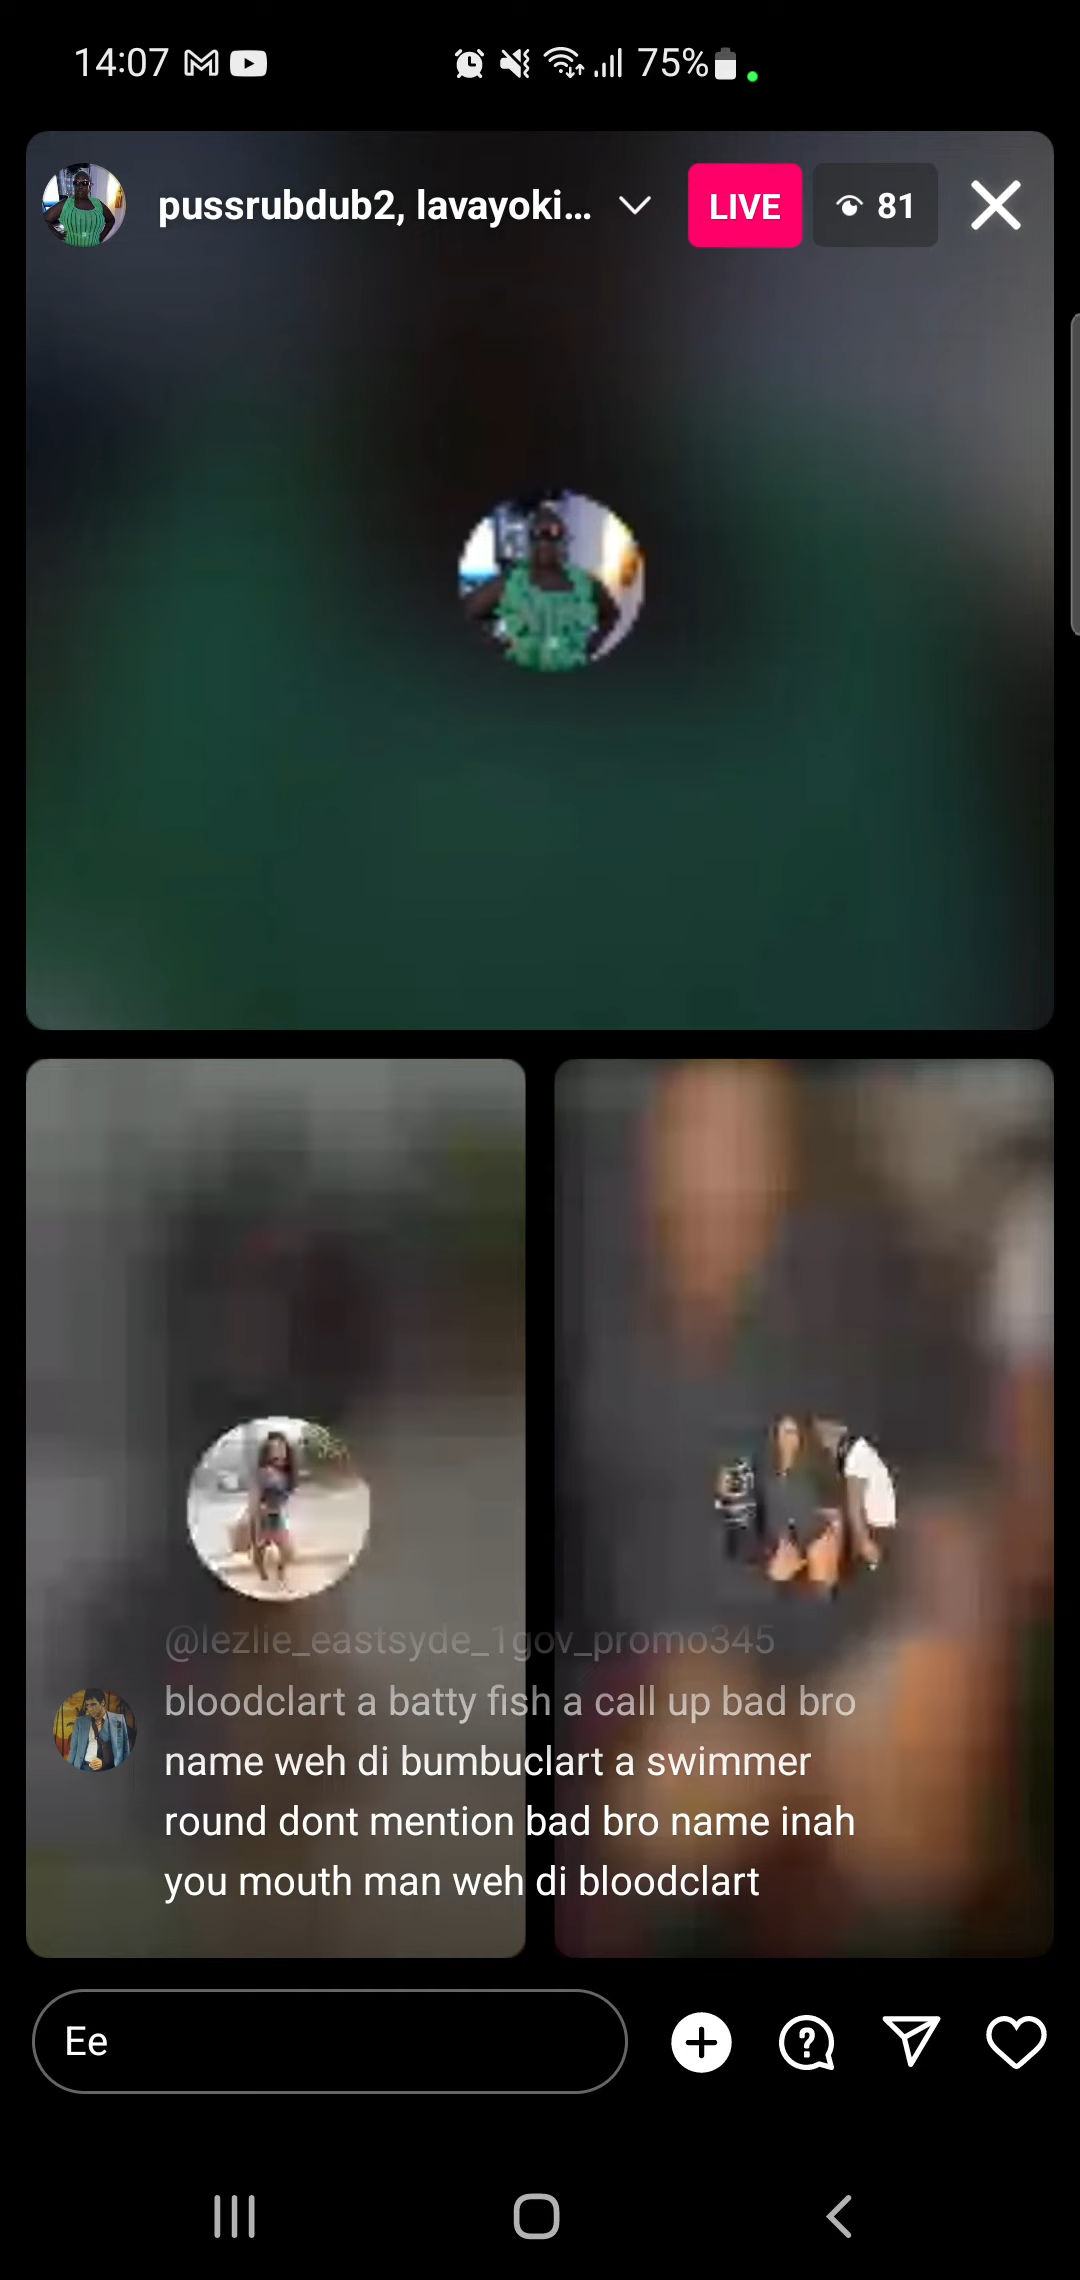 14:07 75%
pussrubdub2, lavayoki... LIVE 81
@lezlie_eastsyde_1gov_promo345
bloodclart a batty fish a call up bad bro
name weh di bumbuclart a swimmer
round dont mention bad bro name inah
you mouth man weh di bloodclart
Ee